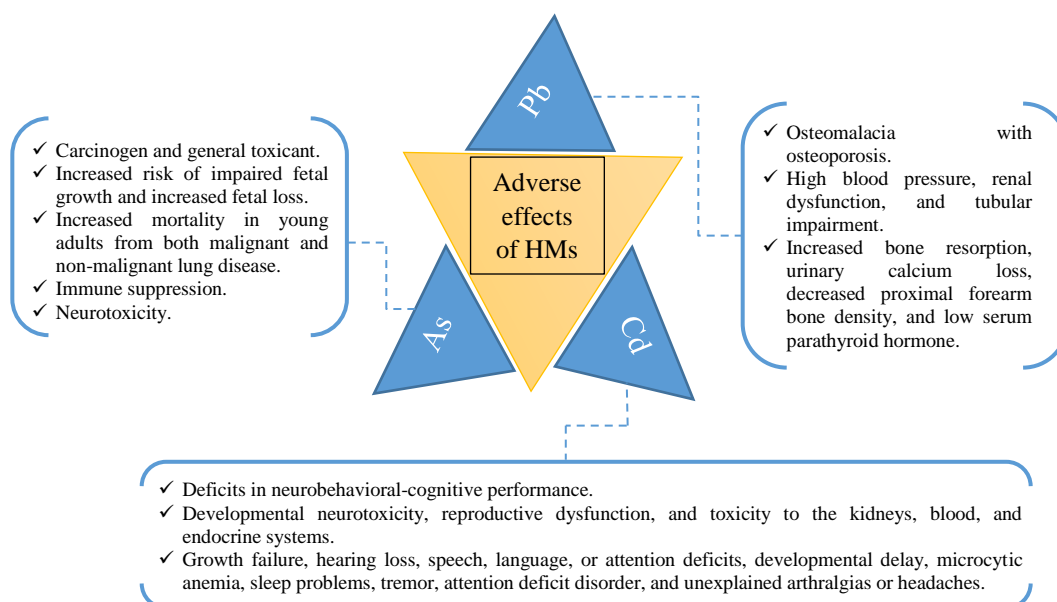 Pb
Adverse
effects
of HMs
As
Cd
✓ Carcinogen and general toxicant.
✓ Increased risk of impaired fetal
growth and increased fetal loss.
✓ Increased mortality in young
adults from both malignant and
non-malignant lung disease.
✓ Immune suppression.
✓ Neurotoxicity.
✓ Osteomalacia with
osteoporosis.
✓ High blood pressure, renal
dysfunction, and tubular
impairment.
✓ Increased bone resorption,
urinary calcium loss,
decreased proximal forearm
bone density, and low serum
parathyroid hormone.
✓ Deficits in neurobehavioral-cognitive performance.
✓ Developmental neurotoxicity, reproductive dysfunction, and toxicity to the kidneys, blood, and
endocrine systems.
✓ Growth failure, hearing loss, speech, language, or attention deficits, developmental delay, microcytic
anemia, sleep problems, tremor, attention deficit disorder, and unexplained arthralgias or headaches.